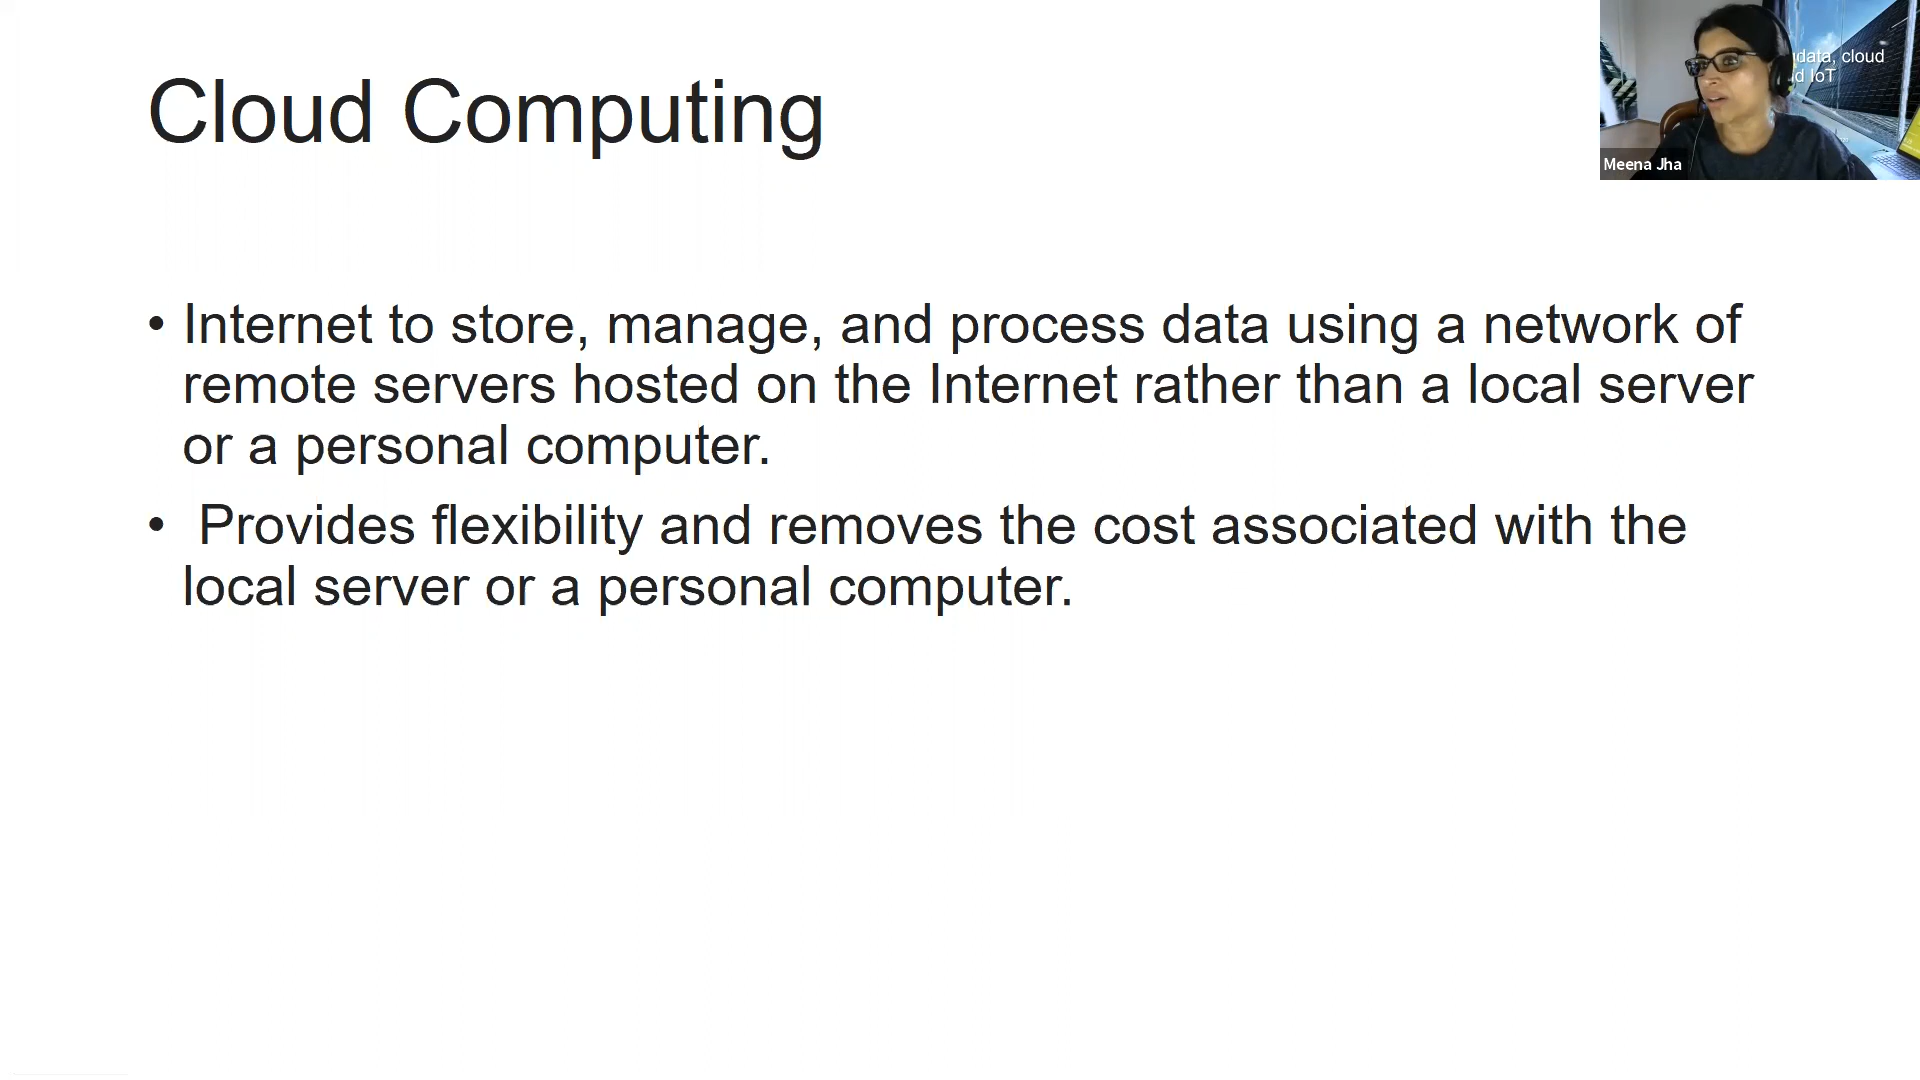 Cloud Computing
data, cloud
IoT
Meena Jha
• Internet to store, manage, and process data using a network of
remote servers hosted on the Internet rather than a local server
or a personal computer.
• Provides flexibility and removes the cost associated with the
local server or a personal computer.